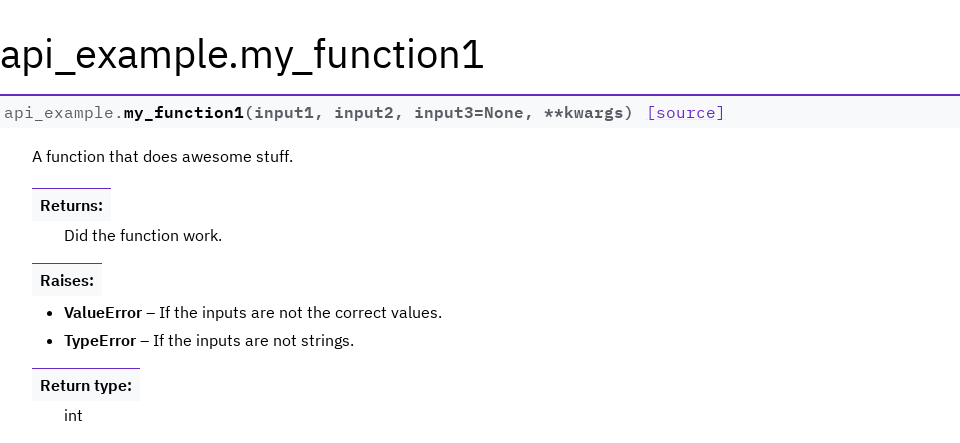 api_example.my_function1
api_example.my_function1(input1, input2, input3=None, **kwargs) [source]
A function that does awesome stuff.
Returns:
Did the function work.
Raises:
• ValueError – If the inputs are not the correct values.
• TypeError – If the inputs are not strings.
Return type:
int